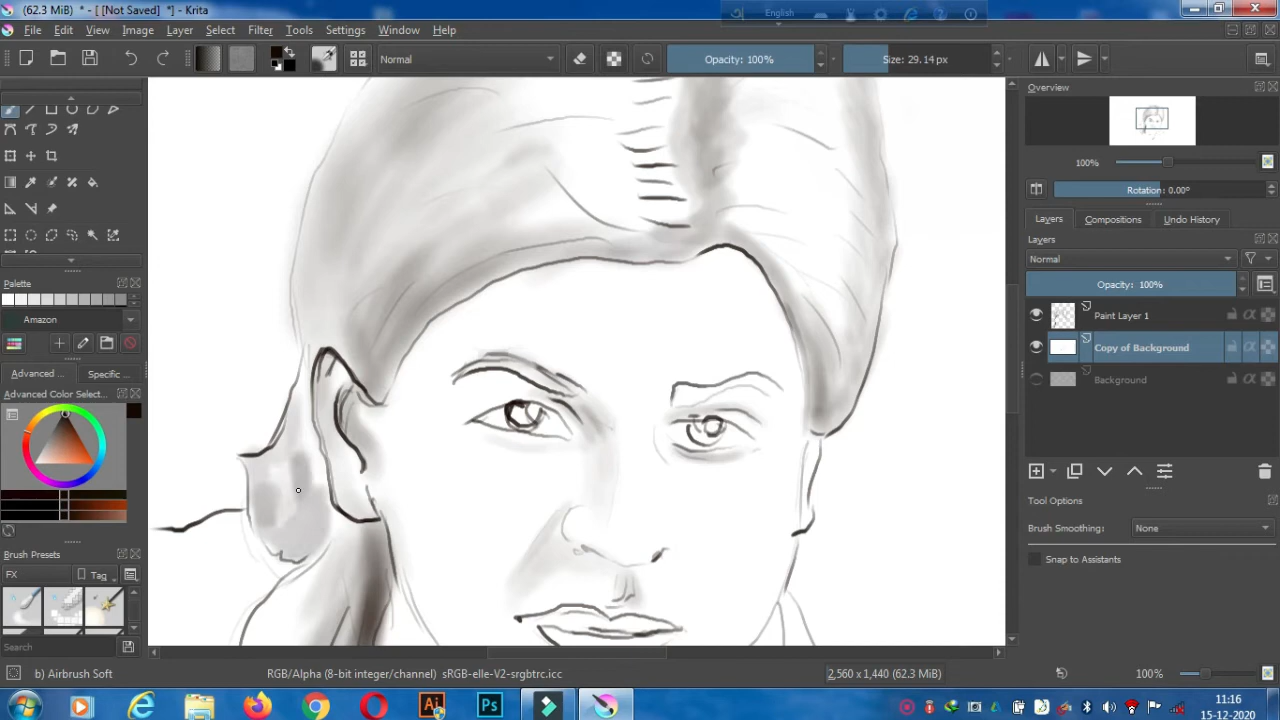 (62.3 MiB) * - [ [Not Saved] *] - Krita
English
File Edit View Image Layer Select Filter Tools Settings Window Help
Normal
Opacity: 100%
Size: 29.14 px
Overview
100%
Rotation: 0.00º
Layers Compositions Undo History
Layers
Normal
Opacity: 100%
Paint Layer 1
Copy of Background
Background
Tool Options
Brush Smoothing: None
Snap to Assistants
Palette
Amazon
Advanced ... Specific ...
Advanced Color Select...
Brush Presets
FX Tag
Search
b) Airbrush Soft
RGB/Alpha (8-bit integer/channel) sRGB-elle-V2-srgbtrc.icc
2,560 x 1,440 (62.3 MiB)
100%
Ai
Ps
11:16
15-12-2020